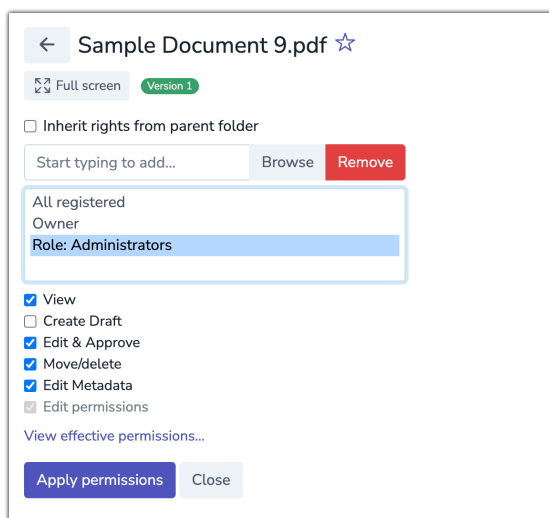 Sample Document 9.pdf
Full screen Version 1
Inherit rights from parent folder
Start typing to add... Browse Remove
All registered
Owner
Role: Administrators
View
Create Draft
Edit & Approve
Move/delete
Edit Metadata
Edit permissions
View effective permissions...
Apply permissions Close